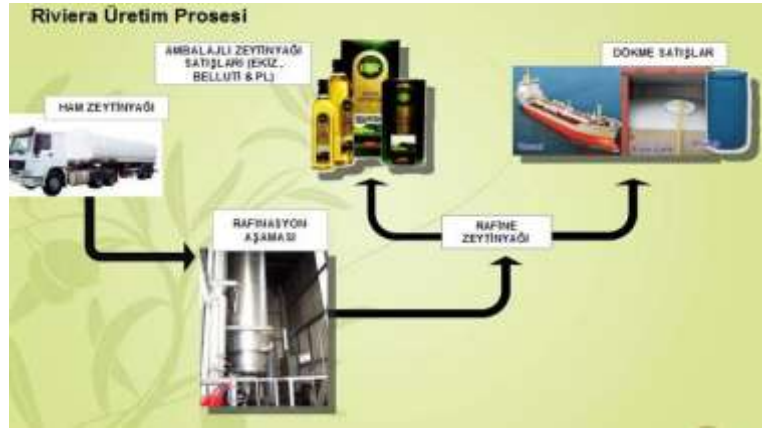 Riviera Üretim Prosesi
AMBALAJLI ZEYTİNYAĞI
SATIŞLARI (EKİZ,
BELLUTİ & PL)
DÖKME SATIŞLAR
HAM ZEYTİNYAĞI
RAFİNASYON
AŞAMASI
RAFİNE
ZEYTİNYAĞI